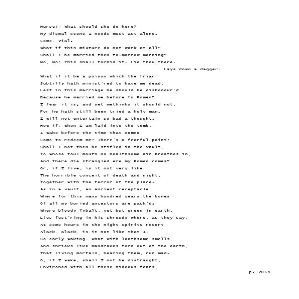 Nurse!: What should she do here?
My dismal scene I needs must act alone.
Come, vial.
What if this mixture do not work at all?
Shall I be married then to-morrow morning?
No, no: this shall forbid it. Lie thou there.
Lays down a dagger.
What if it be a poison which the friar
Subtilly hath ministred to have me dead,
Lest in this marriage he should be dishonour'd
Because he married me before to Romeo?
I fear it is, and yet methinks it should not,
For he hath still been tried a holy man.
I will not entertain so bad a thought.
How if, when I am laid into the tomb,
I wake before the time that Romeo
Come to redeem me? there's a fearful point!
Shall I not then be stifled in the vault
To whose foul mouth no healthsome air breathes in,
And there die strangled ere my Romeo comes?
Or, if I live, is it not very like
The horrible conceit of death and night,
Together with the terror of the place,
As in a vault, an ancient receptacle
Where for this many hundred years the bones
Of all my buried ancestors are pack'd;
Where bloody Tybalt, yet but green in earth,
Lies fest'ring in his shroud; where, as they say,
At some hours in the night spirits resort-
Alack, alack, is it not like that I,
So early waking- what with loathsome smells,
And shrieks like mandrakes torn out of the earth,
That living mortals, hearing them, run mad-
O, if I wake, shall I not be distraught,
Environed with all these hideous fears,